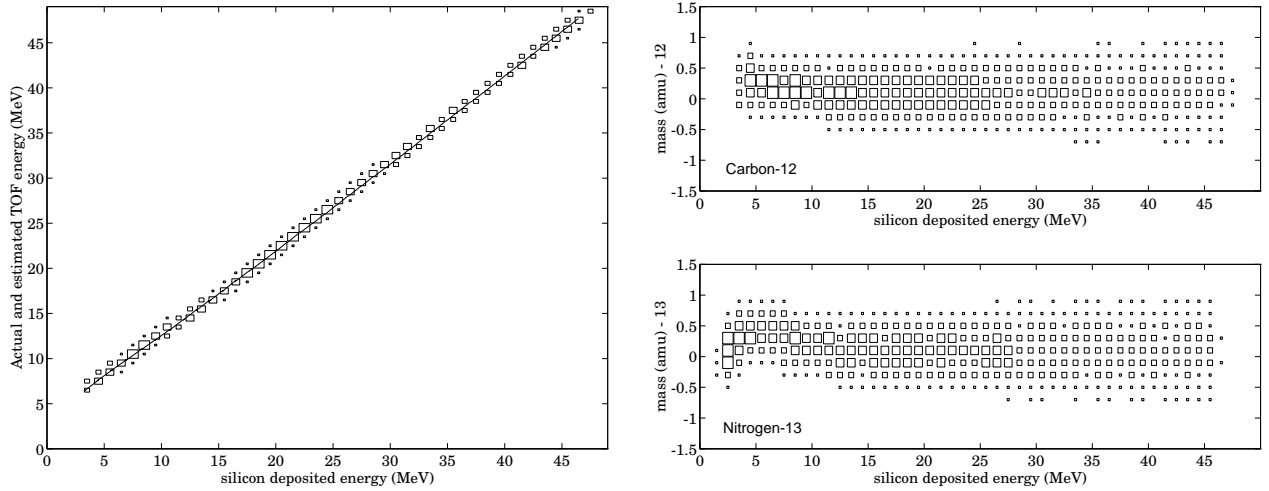 Actual and estimated TOF energy (MeV)
45
40
35
30
25
20
15
10
5
0
0 5 10 15 20 25 30 35 40 45
silicon deposited energy (MeV)
mass (amu) - 12
1.5
1
0.5
0
-0.5
-1
-1.5
Carbon-12
0 5 10 15 20 25 30 35 40 45
silicon deposited energy (MeV)
mass (amu) - 13
1.5
1
0.5
0
-0.5
-1
-1.5
Nitrogen-13
0 5 10 15 20 25 30 35 40 45
silicon deposited energy (MeV)